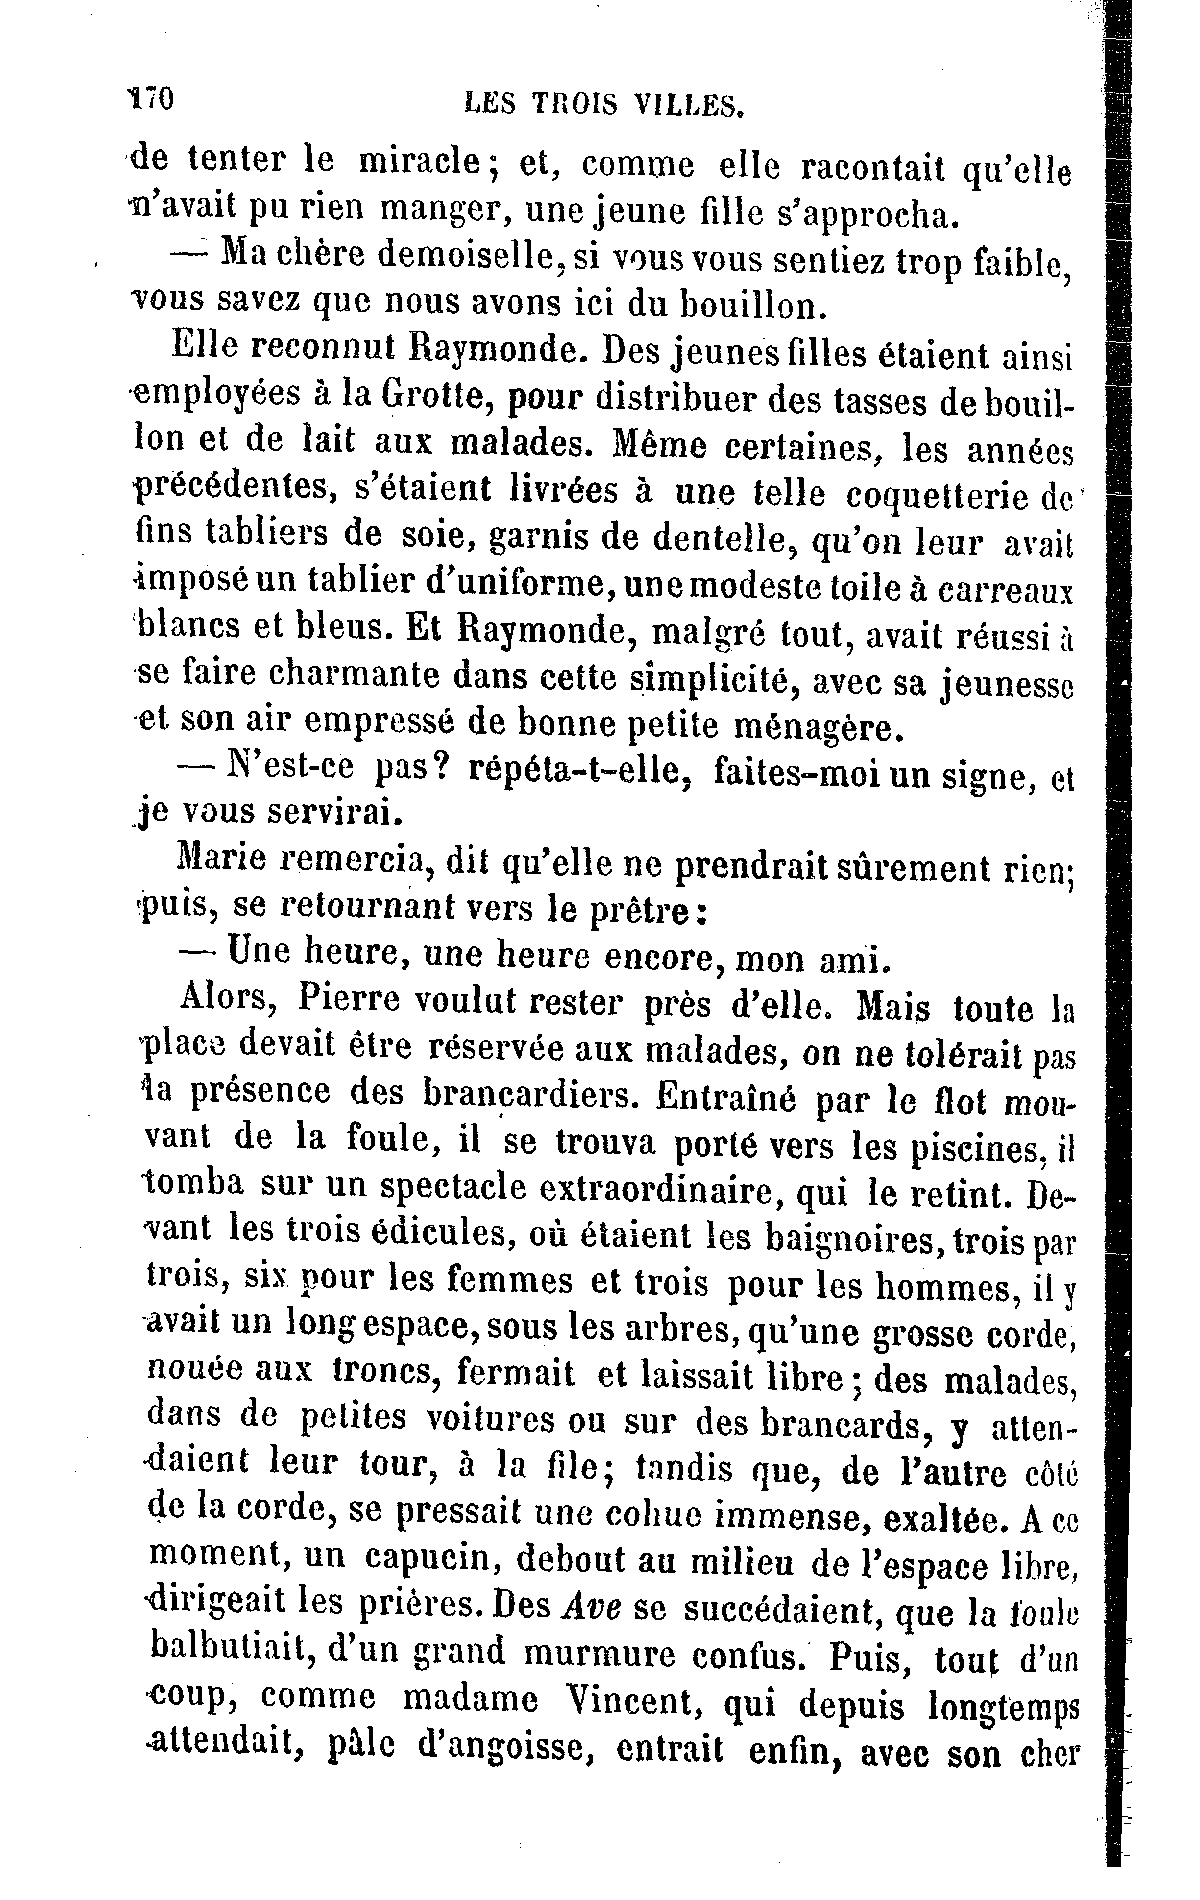 170 LES TROIS VILLES.
de tenter le miracle; et, comme elle racontait qu'elle
n'avait pu rien manger, une jeune fille s'approcha.
— Ma chère demoiselle, si vous vous sentiez trop faible,
vous savez que nous avons ici du bouillon.
Elle reconnut Raymonde. Des jeunes filles étaient ainsi
employées à la Grotte, pour distribuer des tasses de bouil-
lon et de lait aux malades. Même certaines, les années
précédentes, s'étaient livrées à une telle coquetterie de
fins tabliers de soie, garnis de dentelle, qu'on leur avait
imposé un tablier d'uniforme, une modeste toile à carreaux
blancs et bleus. Et Raymonde, malgré tout, avait réussi à
se faire charmante dans cette simplicité, avec sa jeunesse
et son air empressé de bonne petite ménagère.
— N'est-ce pas? répéta-t-elle, faites-moi un signe, et
je vous servirai.
Marie remercia, dit qu'elle ne prendrait sûrement rien;
puis, se retournant vers le prêtre:
— Une heure, une heure encore, mon ami.
Alors, Pierre voulut rester près d'elle. Mais toute la
place devait être réservée aux malades, on ne tolérait pas
la présence des brancardiers. Entraîné par le flot mou-
vant de la foule, il se trouva porté vers les piscines, il
tomba sur un spectacle extraordinaire, qui le retint. De-
vant les trois édicules, où étaient les baignoires, trois par
trois, six pour les femmes et trois pour les hommes, il y
avait un long espace, sous les arbres, qu'une grosse corde,
nouée aux troncs, fermait et laissait libre; des malades,
dans de petites voitures ou sur des brancards, y atten-
daient leur tour, à la file; tandis que, de l'autre côté
de la corde, se pressait une cohue immense, exaltée. A ce
moment, un capucin, debout au milieu de l'espace libre,
dirigeait les prières. Des Ave se succédaient, que la foule
balbutiait, d'un grand murmure confus. Puis, tout d'un
coup, comme madame Vincent, qui depuis longtemps
attendait, pâle d'angoisse, entrait enfin, avec son cher